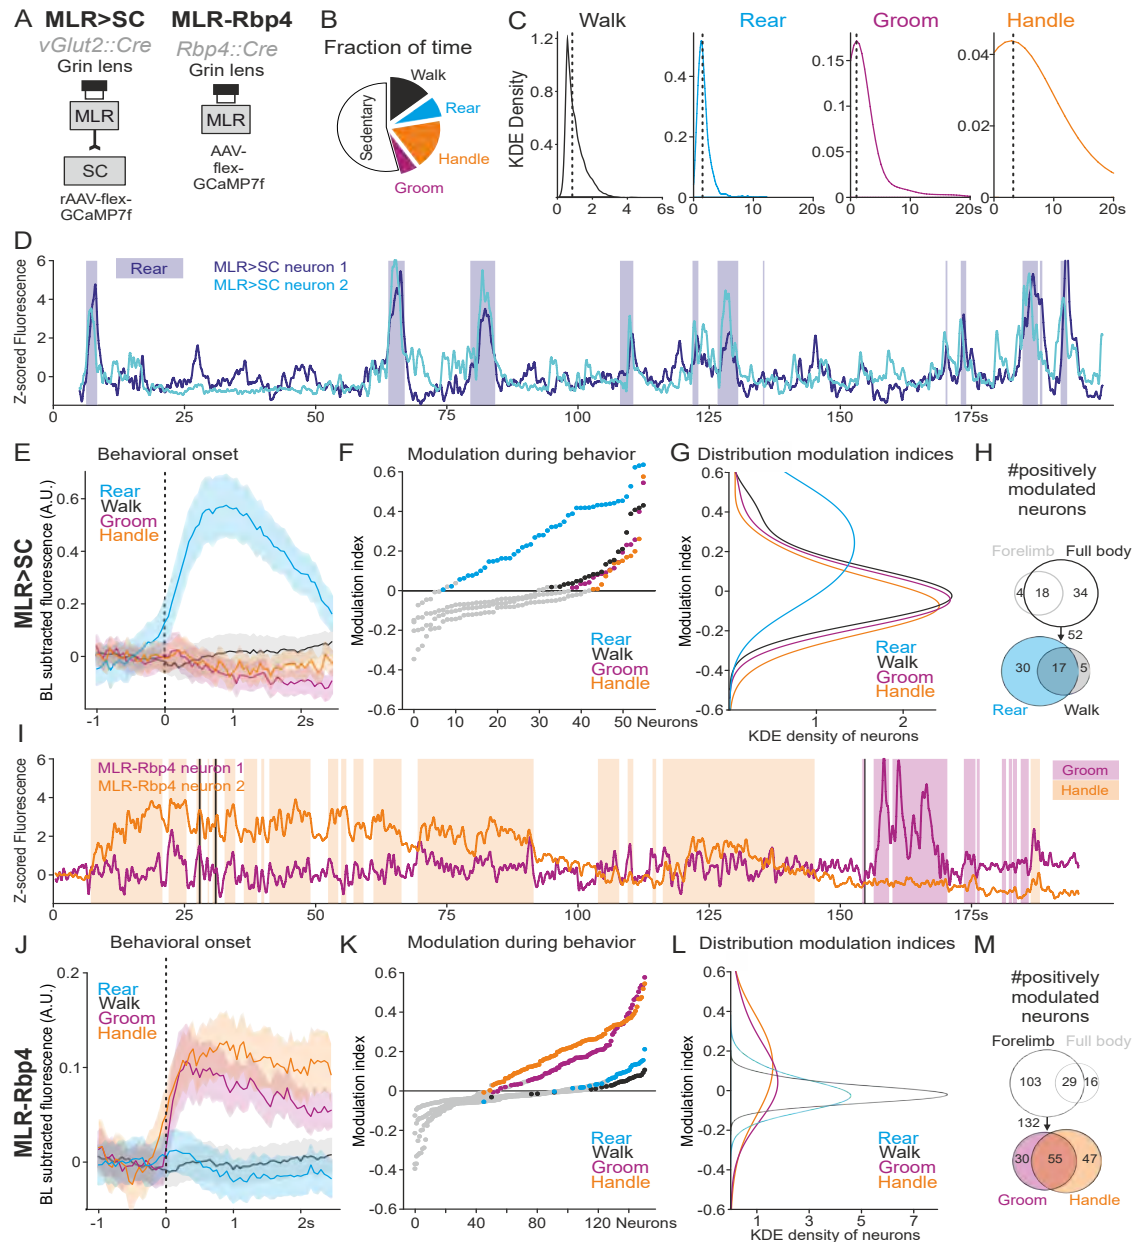 A
MLR>SC
vGlut2::Cre
Grin lens
MLR
SC
rAAV-flex-
GCaMP7f
MLR-Rbp4
Rbp4::Cre
Grin lens
MLR
AAV-
flex-
GCaMP7f
B
Fraction of time
Walk
Rear
Handle
Groom
Sedentary
C
Walk
Rear
Groom
Handle
KDE Density
1.2
0.8
0.4
0
2
4
6s
0.4
0.2
0
0
10
20s
0.15
0.1
0.05
0
0
10
20s
0.04
0.02
0
0
10
20s
D
Rear
MLR>SC neuron 1
MLR>SC neuron 2
Z-scored Fluorescence
6
4
2
0
0
25
50
75
100
125
150
175s
MLR>SC
E
Behavioral onset
Rear
Walk
Groom
Handle
BL subtracted fluorescence (A.U.)
0.6
0.4
0.2
0
-1
0
1
2s
F
Modulation during behavior
Modulation index
0.6
0.4
0.2
0
-0.2
-0.4
-0.6
Rear
Walk
Groom
Handle
0
10
20
30
40
50 Neurons
G
Distribution modulation indices
Modulation index
0.6
0.4
0.2
0
-0.2
-0.4
-0.6
Rear
Walk
Groom
Handle
1
2
KDE density of neurons
H
#positively
modulated
neurons
Forelimb
Full body
4
18
34
52
30
17
5
Rear
Walk
I
MLR-Rbp4 neuron 1
MLR-Rbp4 neuron 2
Groom
Handle
Z-scored Fluorescence
6
4
2
0
0
25
50
75
100
125
150
175s
MLR-Rbp4
J
Behavioral onset
Rear
Walk
Groom
Handle
BL subtracted fluorescence (A.U.)
0.2
0.1
0
-1
0
1
2s
K
Modulation during behavior
Modulation index
0.6
0.4
0.2
0
-0.2
-0.4
-0.6
Rear
Walk
Groom
Handle
0
40
80
120 Neurons
L
Distribution modulation indices
Modulation index
0.6
0.4
0.2
0
-0.2
-0.4
-0.6
Rear
Walk
Groom
Handle
1
3
5
7
KDE density of neurons
M
#positively
modulated
neurons
Forelimb
Full body
103
29
16
132
30
55
47
Groom
Handle